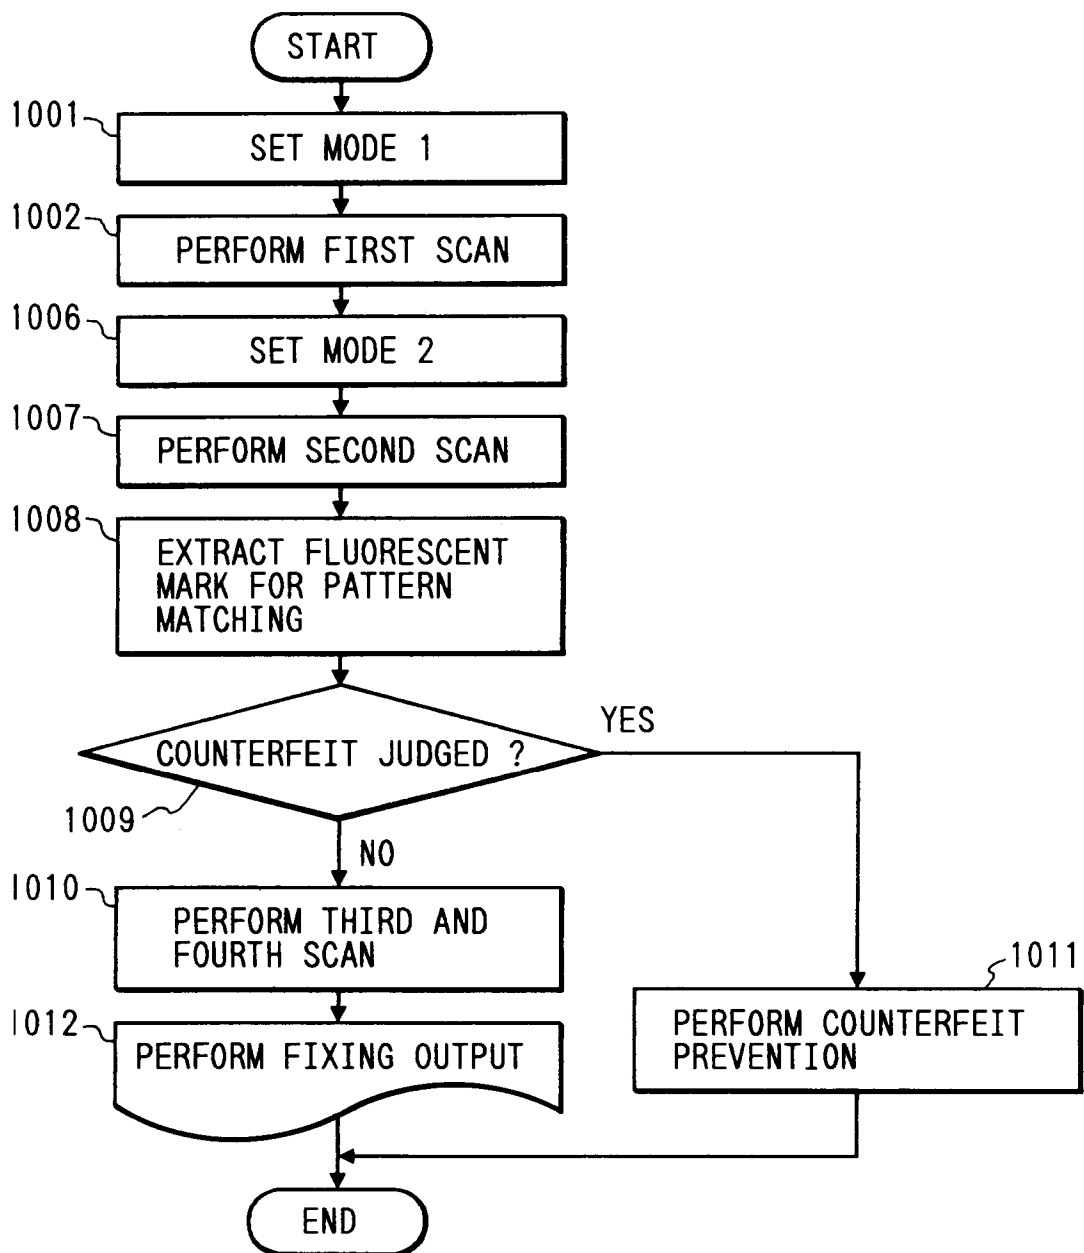 START
1001
SET MODE 1
1002
PERFORM FIRST SCAN
1006
SET MODE 2
1007
PERFORM SECOND SCAN
1008
EXTRACT FLUORESCENT
MARK FOR PATTERN
MATCHING
YES
COUNTERFEIT JUDGED ?
1009
NO
1010
PERFORM THIRD AND
FOURTH SCAN
1011
PERFORM COUNTERFEIT
PREVENTION
1012
PERFORM FIXING OUTPUT
END